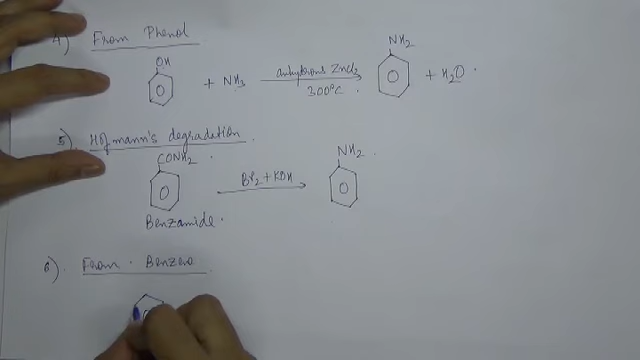 4) From Phenol
OH
+ NH3 anhydrous ZnCl2 300°C. NH2 + H2O.
5) Hofmann's degradation.
CONH2. Br2 + KOH NH2.
Benzamide.
6). From. Benzene